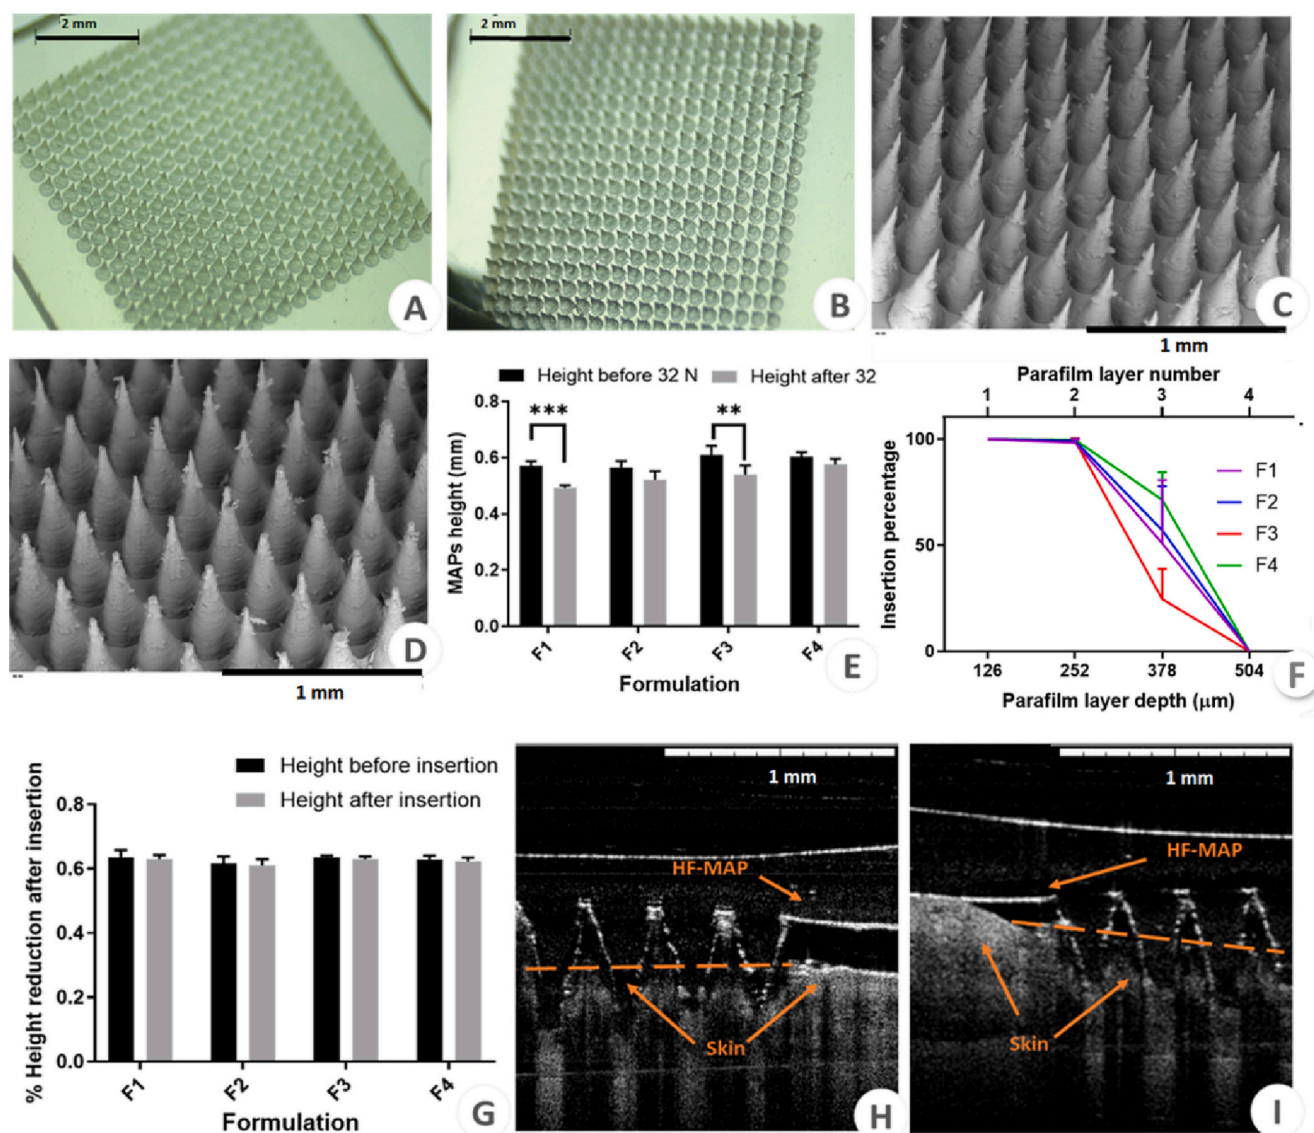 2 mm
A
2 mm
B
C
1 mm
D
1 mm
Height before 32 N
Height after 32
***
**
0.8
0.6
0.4
0.2
0.0
MAPs height (mm)
F1
F2
F3
F4
Formulation
E
Parafilm layer number
1
2
3
4
100
50
0
Insertion percentage
F1
F2
F3
F4
126
252
378
504
Parafilm layer depth (μm)
F
Height before insertion
Height after insertion
0.8
0.6
0.4
0.2
0.0
% Height reduction after insertion
F1
F2
F3
F4
Formulation
G
1 mm
HF-MAP
Skin
H
1 mm
HF-MAP
Skin
I